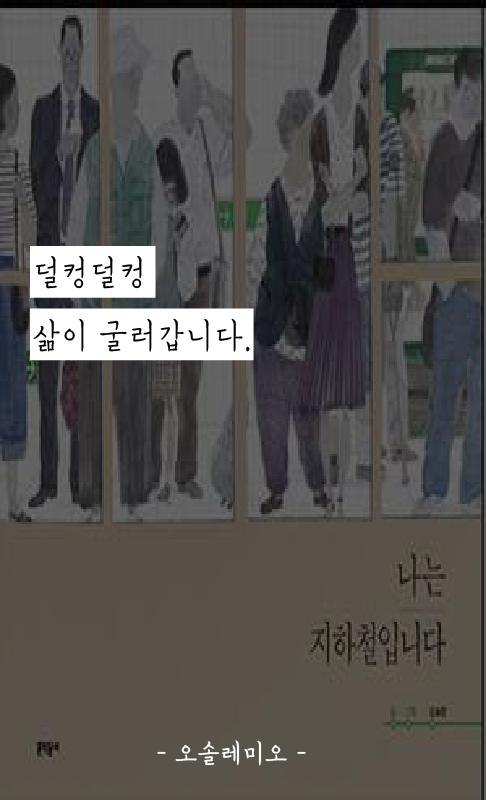 덜컹덜컹
삶이 굴러갑니다.
나는
지하철입니다
- 오솔레미오 -